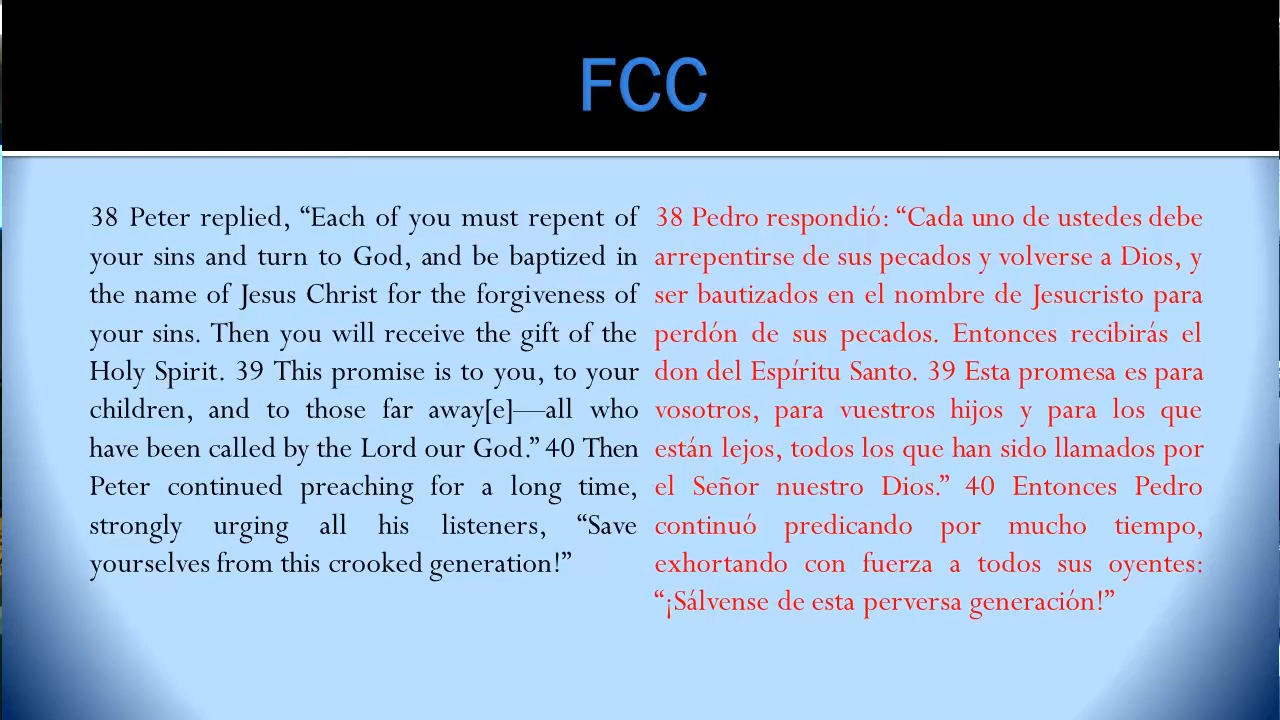 FCC
38 Peter replied, “Each of you must repent of
your sins and turn to God, and be baptized in
the name of Jesus Christ for the forgiveness of
your sins. Then you will receive the gift of the
Holy Spirit. 39 This promise is to you, to your
children, and to those far away[e]—all who
have been called by the Lord our God.” 40 Then
Peter continued preaching for a long time,
strongly urging all his listeners, “Save
yourselves from this crooked generation!”
38 Pedro respondió: “Cada uno de ustedes debe
arrepentirse de sus pecados y volverse a Dios, y
ser bautizados en el nombre de Jesucristo para
perdón de sus pecados. Entonces recibirás el
don del Espíritu Santo. 39 Esta promesa es para
vosotros, para vuestros hijos y para los que
están lejos, todos los que han sido llamados por
el Señor nuestro Dios.” 40 Entonces Pedro
continuó predicando por mucho tiempo,
exhortando con fuerza a todos sus oyentes:
“¡Sálvense de esta perversa generación!”